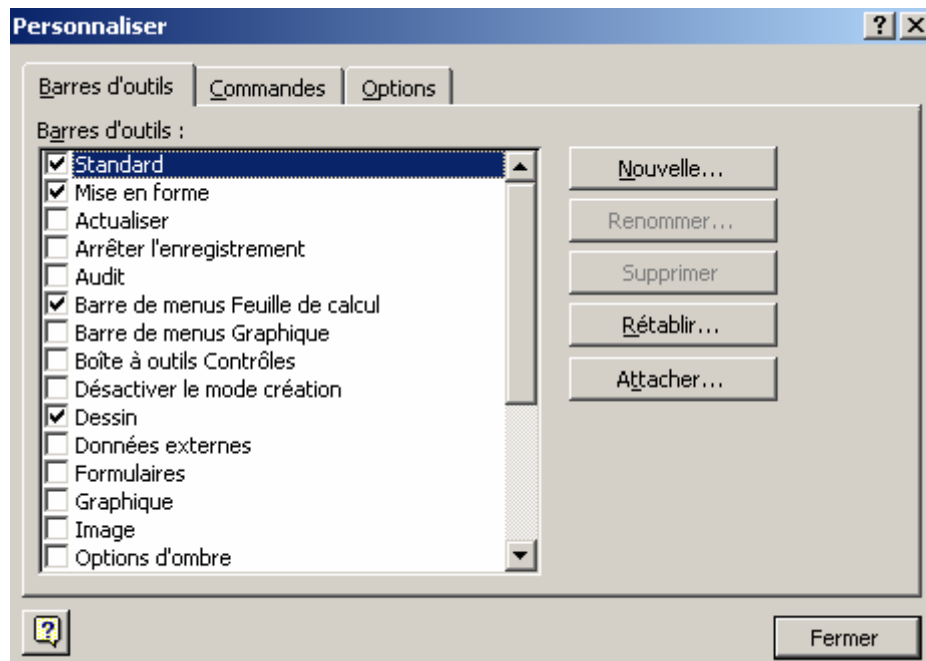 Personnaliser
Barres d'outils Commandes Options
Barres d'outils :
Standard
Mise en forme
Actualiser
Arrêter l'enregistrement
Audit
Barre de menus Feuille de calcul
Barre de menus Graphique
Boîte à outils Contrôles
Désactiver le mode création
Dessin
Données externes
Formulaires
Graphique
Image
Options d'ombre
Nouvelle...
Renommer...
Supprimer
Rétablir...
Attacher...
Fermer